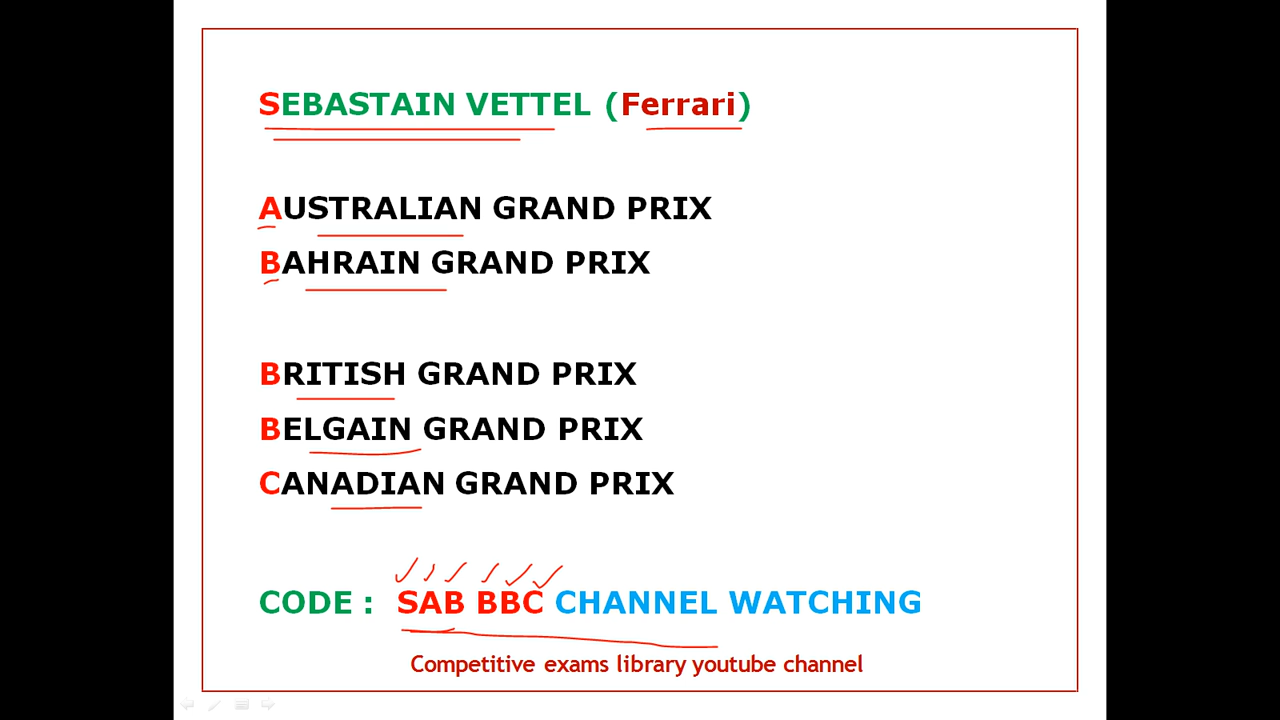 SEBASTAIN VETTEL (Ferrari)
AUSTRALIAN GRAND PRIX
BAHRAIN GRAND PRIX
BRITISH GRAND PRIX
BELGAIN GRAND PRIX
CANADIAN GRAND PRIX
CODE : SAB BBC CHANNEL WATCHING
Competitive exams library youtube channel